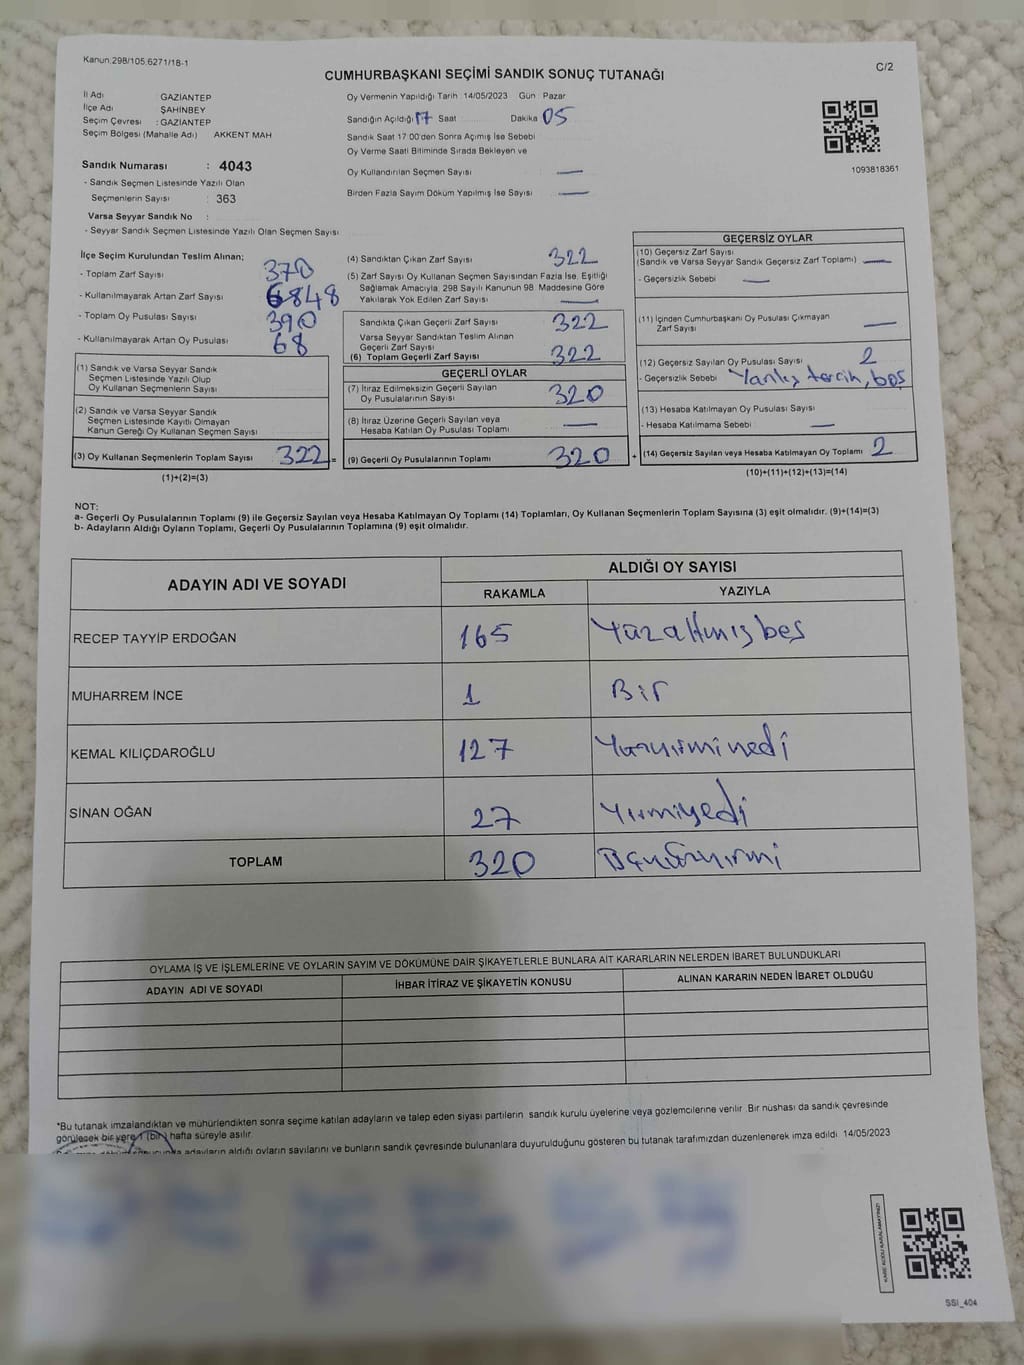 Kanun:298/105.6271/18-1
C/2
CUMHURBAŞKANI SEÇİMİ SANDIK SONUÇ TUTANAĞI
İl Adı GAZİANTEP
İlçe Adı ŞAHİNBEY
Seçim Çevresi : GAZİANTEP
Seçim Bölgesi (Mahalle Adı) AKKENT MAH
Sandık Numarası : 4043
- Sandık Seçmen Listesinde Yazılı Olan
Seçmenlerin Sayısı : 363
Varsa Seyyar Sandık No :
- Seyyar Sandık Seçmen Listesinde Yazılı Olan Seçmen Sayısı
Oy Vermenin Yapıldığı Tarih 14/05/2023 Gün Pazar
Sandığın Açıldığı 17 Saat Dakika 05
Sandık Saat 17:00'den Sonra Açımış İse Sebebi
Oy Verme Saati Bitiminde Sırada Bekleyen ve
Oy Kullandırılan Seçmen Sayısı —
Birden Fazla Sayım Döküm Yapılmış İse Sayısı —
1093818361
İlçe Seçim Kurulundan Teslim Alınan;
- Toplam Zarf Sayısı 370
- Kullanılmayarak Artan Zarf Sayısı 6848
- Toplam Oy Pusulası Sayısı 390
- Kullanılmayarak Artan Oy Pusulası 68
(1) Sandık ve Varsa Seyyar Sandık
Seçmen Listesinde Yazılı Olup
Oy Kullanan Seçmenlerin Sayısı
(2) Sandık ve Varsa Seyyar Sandık
Seçmen Listesinde Kayıtlı Olmayan
Kanun Gereği Oy Kullanan Seçmen Sayısı
(3) Oy Kullanan Seçmenlerin Toplam Sayısı 322 =
(1)+(2)=(3)
(4) Sandıktan Çıkan Zarf Sayısı 322
(5) Zarf Sayısı Oy Kullanan Seçmen Sayısından Fazla İse, Eşitliği
Sağlamak Amacıyla, 298 Sayılı Kanunun 98. Maddesine Göre
Yakılarak Yok Edilen Zarf Sayısı —
Sandıkta Çıkan Geçerli Zarf Sayısı 322
Varsa Seyyar Sandıktan Teslim Alınan
Geçerli Zarf Sayısı
(6) Toplam Geçerli Zarf Sayısı 322
GEÇERLİ OYLAR
(7) İtiraz Edilmeksizin Geçerli Sayılan
Oy Pusulalarının Sayısı 320
(8) İtiraz Üzerine Geçerli Sayılan veya
Hesaba Katılan Oy Pusulası Toplamı —
(9) Geçerli Oy Pusulalarının Toplamı 320 +
GEÇERSİZ OYLAR
(10) Geçersiz Zarf Sayısı
(Sandık ve Varsa Seyyar Sandık Geçersiz Zarf Toplamı) —
- Geçersizlik Sebebi —
(11) İçinden Cumhurbaşkanı Oy Pusulası Çıkmayan
Zarf Sayısı —
(12) Geçersiz Sayılan Oy Pusulası Sayısı 2
- Geçersizlik Sebebi Yanlış tercih, boş
(13) Hesaba Katılmayan Oy Pusulası Sayısı
- Hesaba Katılmama Sebebi —
(14) Geçersiz Sayılan veya Hesaba Katılmayan Oy Toplamı 2
(10)+(11)+(12)+(13)=(14)
NOT:
a- Geçerli Oy Pusulalarının Toplamı (9) ile Geçersiz Sayılan veya Hesaba Katılmayan Oy Toplamı (14) Toplamları, Oy Kullanan Seçmenlerin Toplam Sayısına (3) eşit olmalıdır. (9)+(14)=(3)
b- Adayların Aldığı Oyların Toplamı, Geçerli Oy Pusulalarının Toplamına (9) eşit olmalıdır.
ADAYIN ADI VE SOYADI
ALDIĞI OY SAYISI
RAKAMLA YAZIYLA
RECEP TAYYİP ERDOĞAN 165 Yüzaltmışbeş
MUHARREM İNCE 1 Bir
KEMAL KILIÇDAROĞLU 127
SİNAN OĞAN 27 Yirmiyedi
TOPLAM 320
OYLAMA İŞ VE İŞLEMLERİNE VE OYLARIN SAYIM VE DÖKÜMÜNE DAİR ŞİKAYETLERLE BUNLARA AİT KARARLARIN NELERDEN İBARET BULUNDUKLARI
ADAYIN ADI VE SOYADI İHBAR İTİRAZ VE ŞİKAYETİN KONUSU ALINAN KARARIN NEDEN İBARET OLDUĞU
*Bu tutanak imzalandıktan ve mühürlendikten sonra seçime katılan adayların ve talep eden siyasi partilerin sandık kurulu üyelerine veya gözlemcilerine verilir. Bir nüshası da sandık çevresinde
görülecek bir yere 1 (bir) hafta süreyle asılır.
adayların aldığı oyların sayılarını ve bunların sandık çevresinde bulunanlara duyurulduğunu gösteren bu tutanak tarafımızdan düzenlenerek imza edildi 14/05/2023
KARE KODU KARALAMAYINIZ!
SSI_404